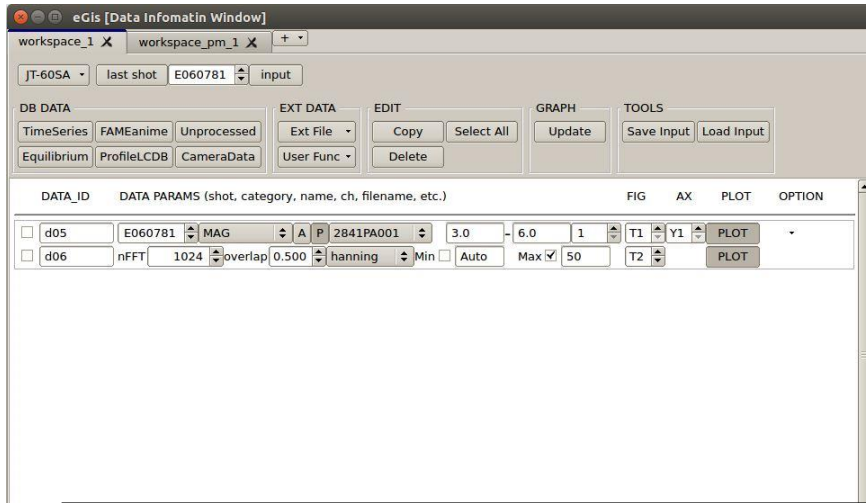 eGis [Data Infomatin Window]
workspace_1 workspace_pm_1 +
JT-60SA last shot E060781 input
DB DATA EXT DATA EDIT GRAPH TOOLS
TimeSeries FAMEanime Unprocessed Ext File Copy Select All Update Save Input Load Input
Equilibrium ProfileLCDB CameraData User Func Delete
DATA_ID DATA PARAMS (shot, category, name, ch, filename, etc.) FIG AX PLOT OPTION
d05 E060781 MAG A P 2841PA001 3.0 - 6.0 1 T1 Y1 PLOT
d06 nFFT 1024 overlap 0.500 hanning Min Auto Max 50 T2 PLOT